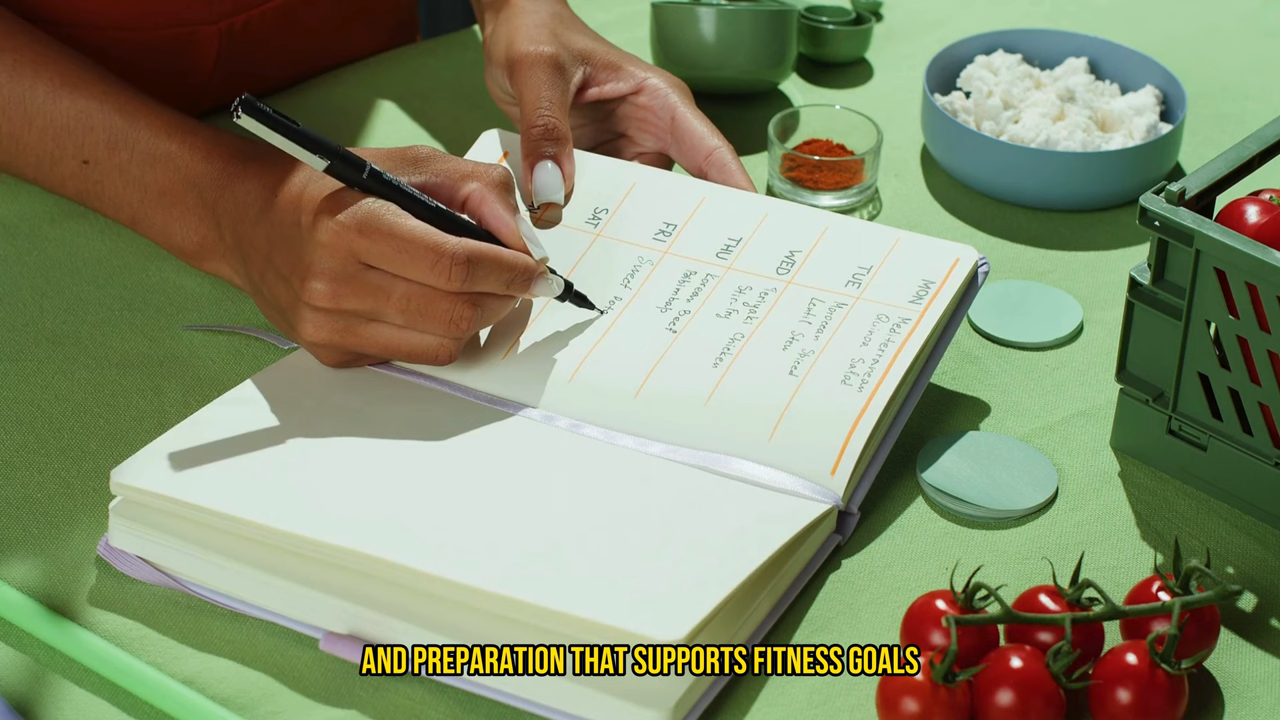 MON
Mediterranean
Quinoa Salad
TUE
Moroccan Spiced
Lentil Stew
WED
Teriyaki Chicken
Stir-fry
THU
Korean Beef
Bibimbap
FRI
Sweet
SAT
AND PREPARATION THAT SUPPORTS FITNESS GOALS